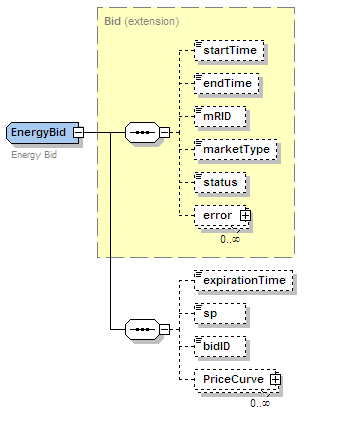 Bid (extension)
startTime
endTime
mRID
EnergyBid
Energy Bid
marketType
status
error
0..∞
expirationTime
sp
bidID
PriceCurve
0..∞